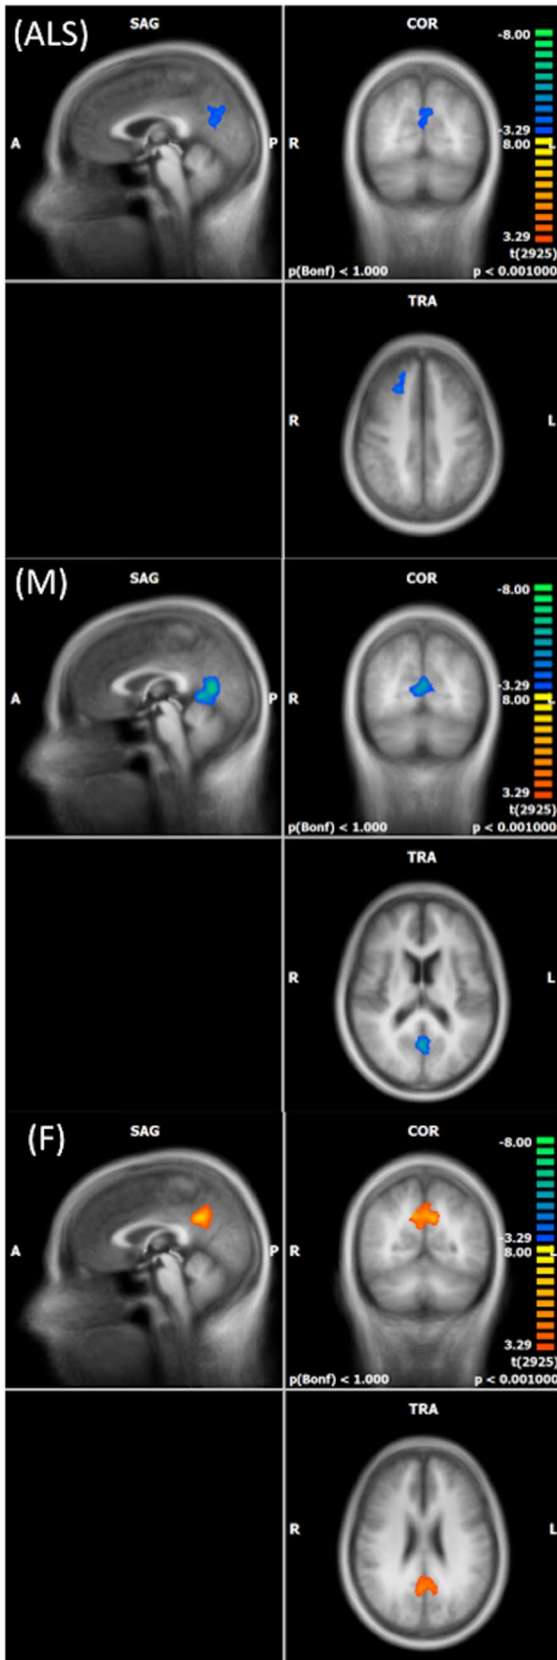 (ALS)
SAG
COR
-8.00
A
P
R
L
-3.29
8.00
3.29
t(2925)
p(Bonf) < 1.000
p < 0.001000
TRA
R
L
(M)
SAG
COR
-8.00
A
P
R
L
-3.29
8.00
3.29
t(2925)
p(Bonf) < 1.000
p < 0.001000
TRA
R
L
(F)
SAG
COR
-8.00
A
P
R
L
-3.29
8.00
3.29
t(2925)
p(Bonf) < 1.000
p < 0.001000
TRA
R
L